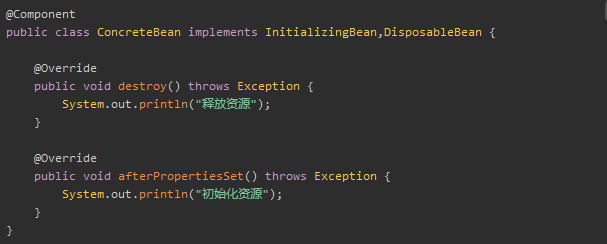 @Component
public class ConcreteBean implements InitializingBean,DisposableBean {
@Override
public void destroy() throws Exception {
System.out.println("释放资源");
}
@Override
public void afterPropertiesSet() throws Exception {
System.out.println("初始化资源");
}
}